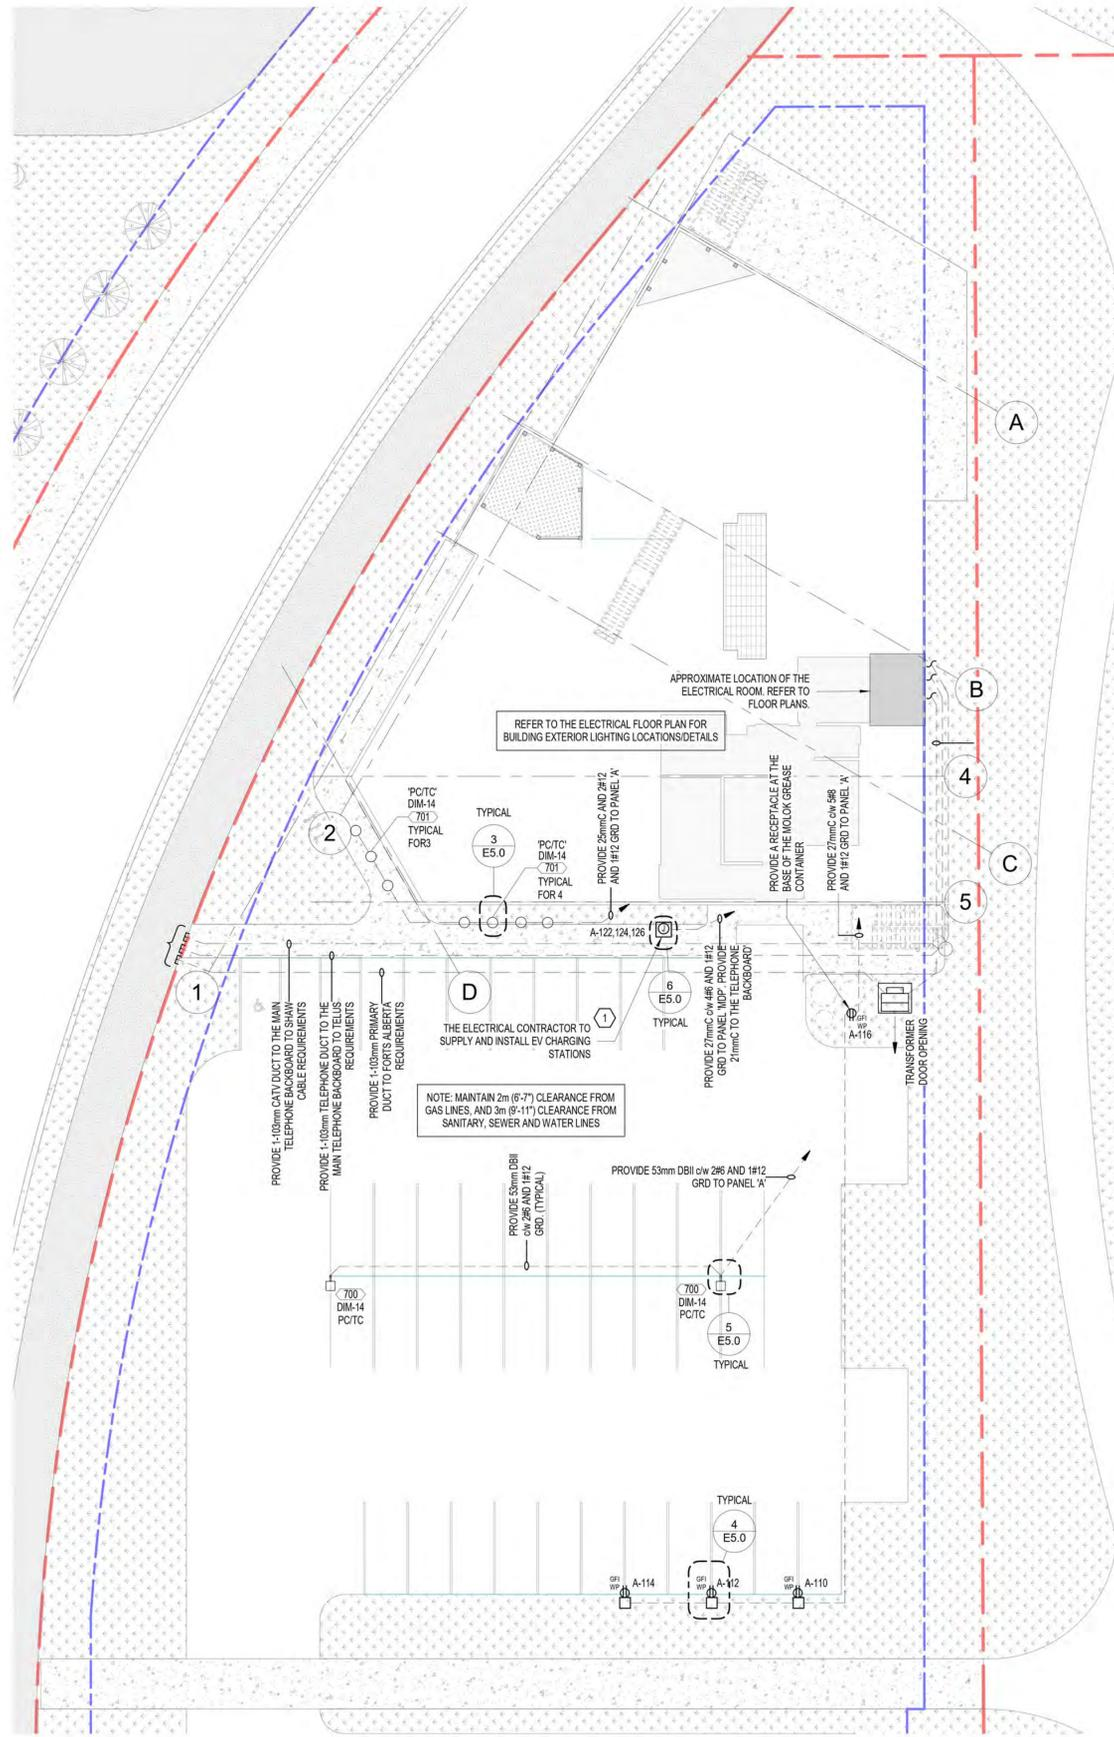 A
APPROXIMATE LOCATION OF THE
ELECTRICAL ROOM. REFER TO
FLOOR PLANS.
B
REFER TO THE ELECTRICAL FLOOR PLAN FOR
BUILDING EXTERIOR LIGHTING LOCATIONS/DETAILS
4
2
'PC/TC'
DIM-14
701
TYPICAL
FOR3
TYPICAL
3
E5.0
'PC/TC'
DIM-14
701
TYPICAL
FOR 4
PROVIDE 25mmC AND 2#12
AND 1#12 GRD TO PANEL 'A'
PROVIDE A RECEPTACLE AT THE
BASE OF THE MOLOK GREASE
CONTAINER
PROVIDE 27mmC c/w 5#8
AND 1#12 GRD TO PANEL 'A'
C
5
A-122,124,126
J
1
D
6
E5.0
TYPICAL
THE ELECTRICAL CONTRACTOR TO
SUPPLY AND INSTALL EV CHARGING
STATIONS
1
PROVIDE 27mmC c/w 4#6 AND 1#12
GRD TO PANEL 'MDP'. PROVIDE
21mmC TO THE TELEPHONE
BACKBOARD'
GFI
WP
A-116
TRANSFORMER
DOOR OPENING
PROVIDE 1-103mm CATV DUCT TO THE MAIN
TELEPHONE BACKBOARD TO SHAW
CABLE REQUIREMENTS
PROVIDE 1-103mm TELEPHONE DUCT TO THE
MAIN TELEPHONE BACKBOARD TO TELUS
REQUIREMENTS
PROVIDE 1-103mm PRIMARY
DUCT TO FORTS ALBERTA
REQUIREMENTS
NOTE: MAINTAIN 2m (6'-7") CLEARANCE FROM
GAS LINES, AND 3m (9'-11") CLEARANCE FROM
SANITARY, SEWER AND WATER LINES
PROVIDE 53mm DBII
c/w 2#6 AND 1#12
GRD. (TYPICAL)
PROVIDE 53mm DBII c/w 2#6 AND 1#12
GRD TO PANEL 'A'
700
DIM-14
PC/TC
700
DIM-14
PC/TC
5
E5.0
TYPICAL
TYPICAL
4
E5.0
GFI
WP
A-114
GFI
WP
A-112
GFI
WP
A-110